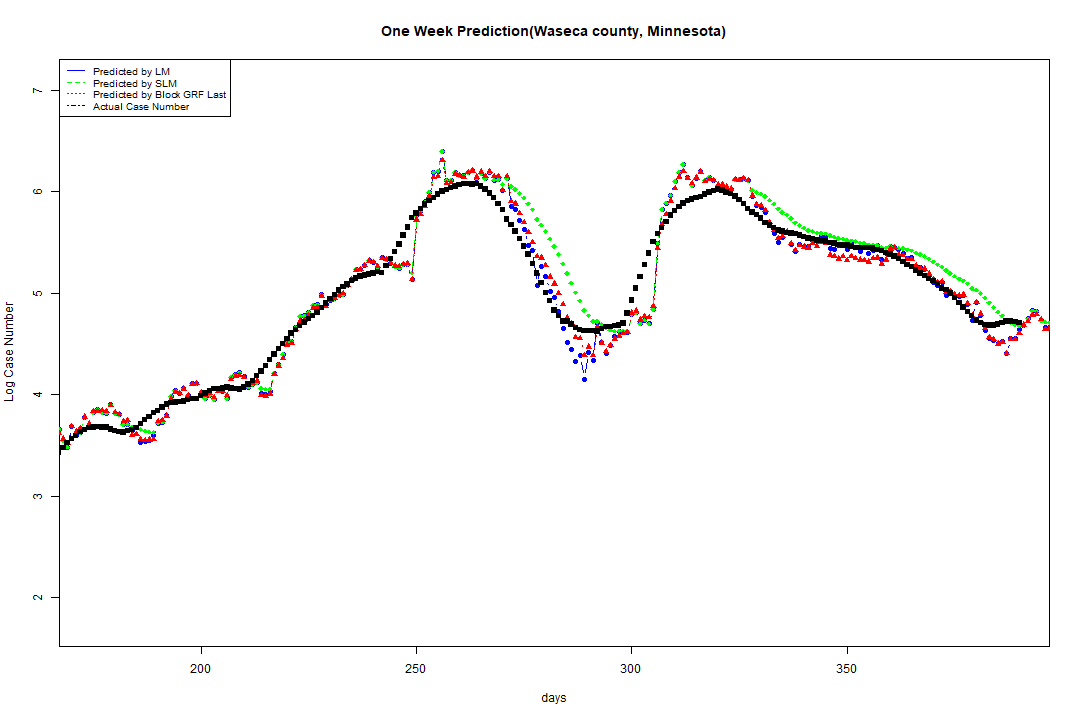 One Week Prediction(Waseca county, Minnesota)
Predicted by LM
Predicted by SLM
Predicted by Block GRF Last
Actual Case Number
Log Case Number
7
6
5
4
3
2
200 250 300 350
days